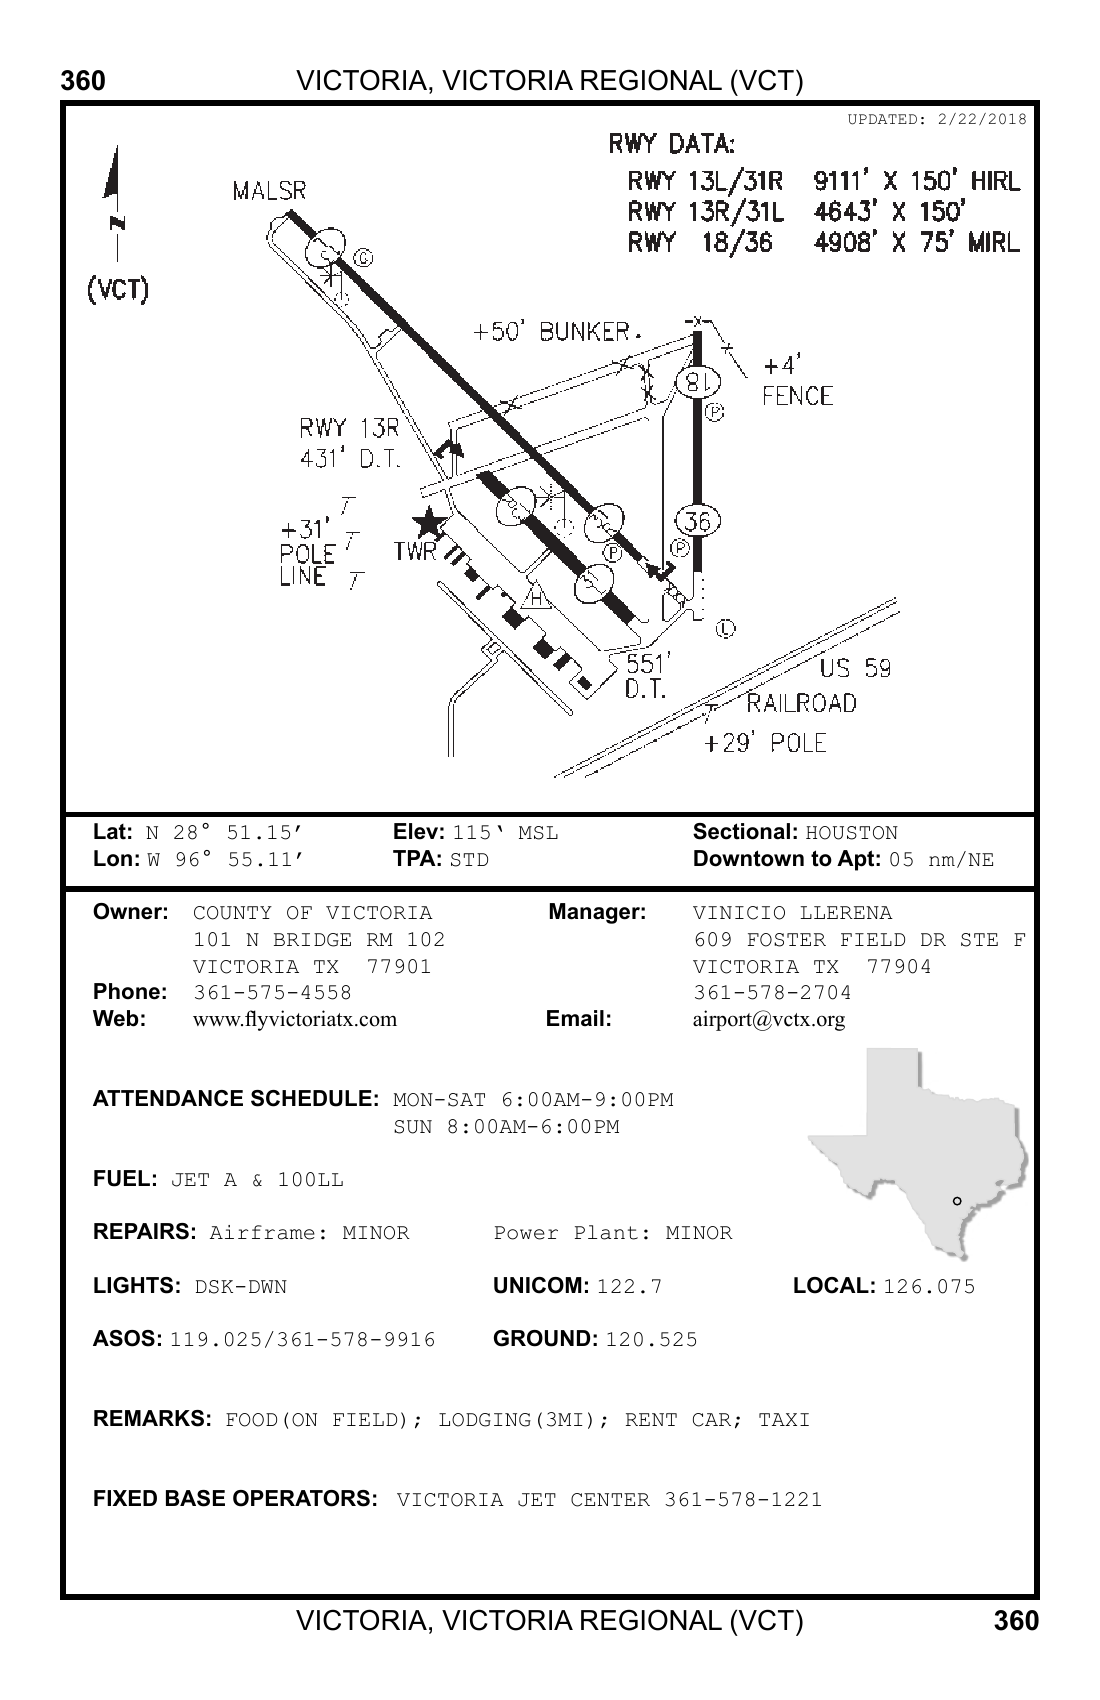 360 VICTORIA, VICTORIA REGIONAL (VCT)
UPDATED: 2/22/2018
RWY DATA:
RWY 13L/31R 9111' X 150' HIRL
RWY 13R/31L 4643' X 150'
RWY 18/36 4908' X 75' MIRL
N
(VCT)
MALSR
C
+50' BUNKER
+4'
FENCE
18
P
RWY 13R
431' D.T.
+31'
POLE
LINE
TWR
36
P
P
H
L
551'
D.T.
US 59
RAILROAD
+29' POLE
Lat: N 28° 51.15′ Elev: 115‘ MSL Sectional: HOUSTON
Lon: W 96° 55.11′ TPA: STD Downtown to Apt: 05 nm/NE
Owner: COUNTY OF VICTORIA Manager: VINICIO LLERENA
101 N BRIDGE RM 102 609 FOSTER FIELD DR STE F
VICTORIA TX 77901 VICTORIA TX 77904
Phone: 361-575-4558 361-578-2704
Web: www.flyvictoriatx.com Email: airport@vctx.org
ATTENDANCE SCHEDULE: MON-SAT 6:00AM-9:00PM
SUN 8:00AM-6:00PM
FUEL: JET A & 100LL
REPAIRS: Airframe: MINOR Power Plant: MINOR
LIGHTS: DSK-DWN UNICOM: 122.7 LOCAL: 126.075
ASOS: 119.025/361-578-9916 GROUND: 120.525
REMARKS: FOOD(ON FIELD); LODGING(3MI); RENT CAR; TAXI
FIXED BASE OPERATORS: VICTORIA JET CENTER 361-578-1221
VICTORIA, VICTORIA REGIONAL (VCT) 360